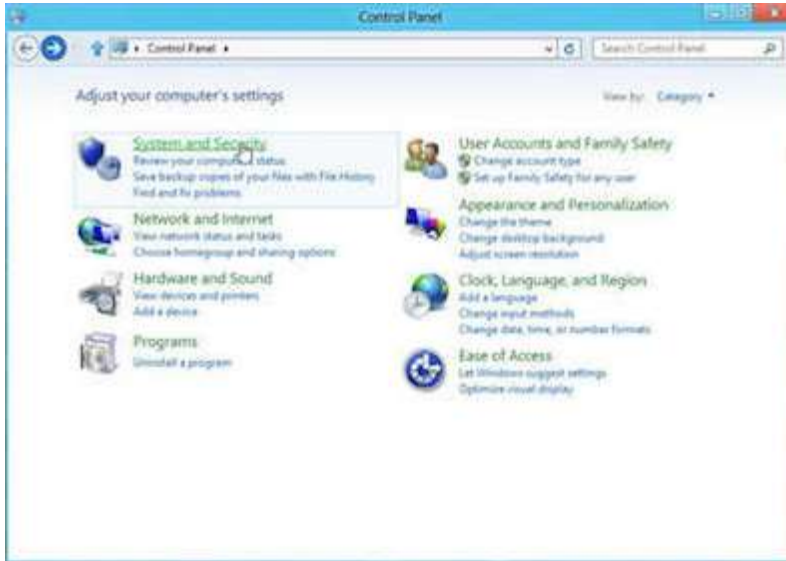 Control Panel
Control Panel
Search Control Panel
Adjust your computer's settings
View by: Category
System and Security
Review your computer's status
Save backup copies of your files with File History
Find and fix problems
Network and Internet
View network status and tasks
Choose homegroup and sharing options
Hardware and Sound
View devices and printers
Add a device
Programs
Uninstall a program
User Accounts and Family Safety
Change account type
Set up Family Safety for any user
Appearance and Personalization
Change the theme
Change desktop background
Adjust screen resolution
Clock, Language, and Region
Add a language
Change input methods
Change date, time, or number formats
Ease of Access
Let Windows suggest settings
Optimize visual display